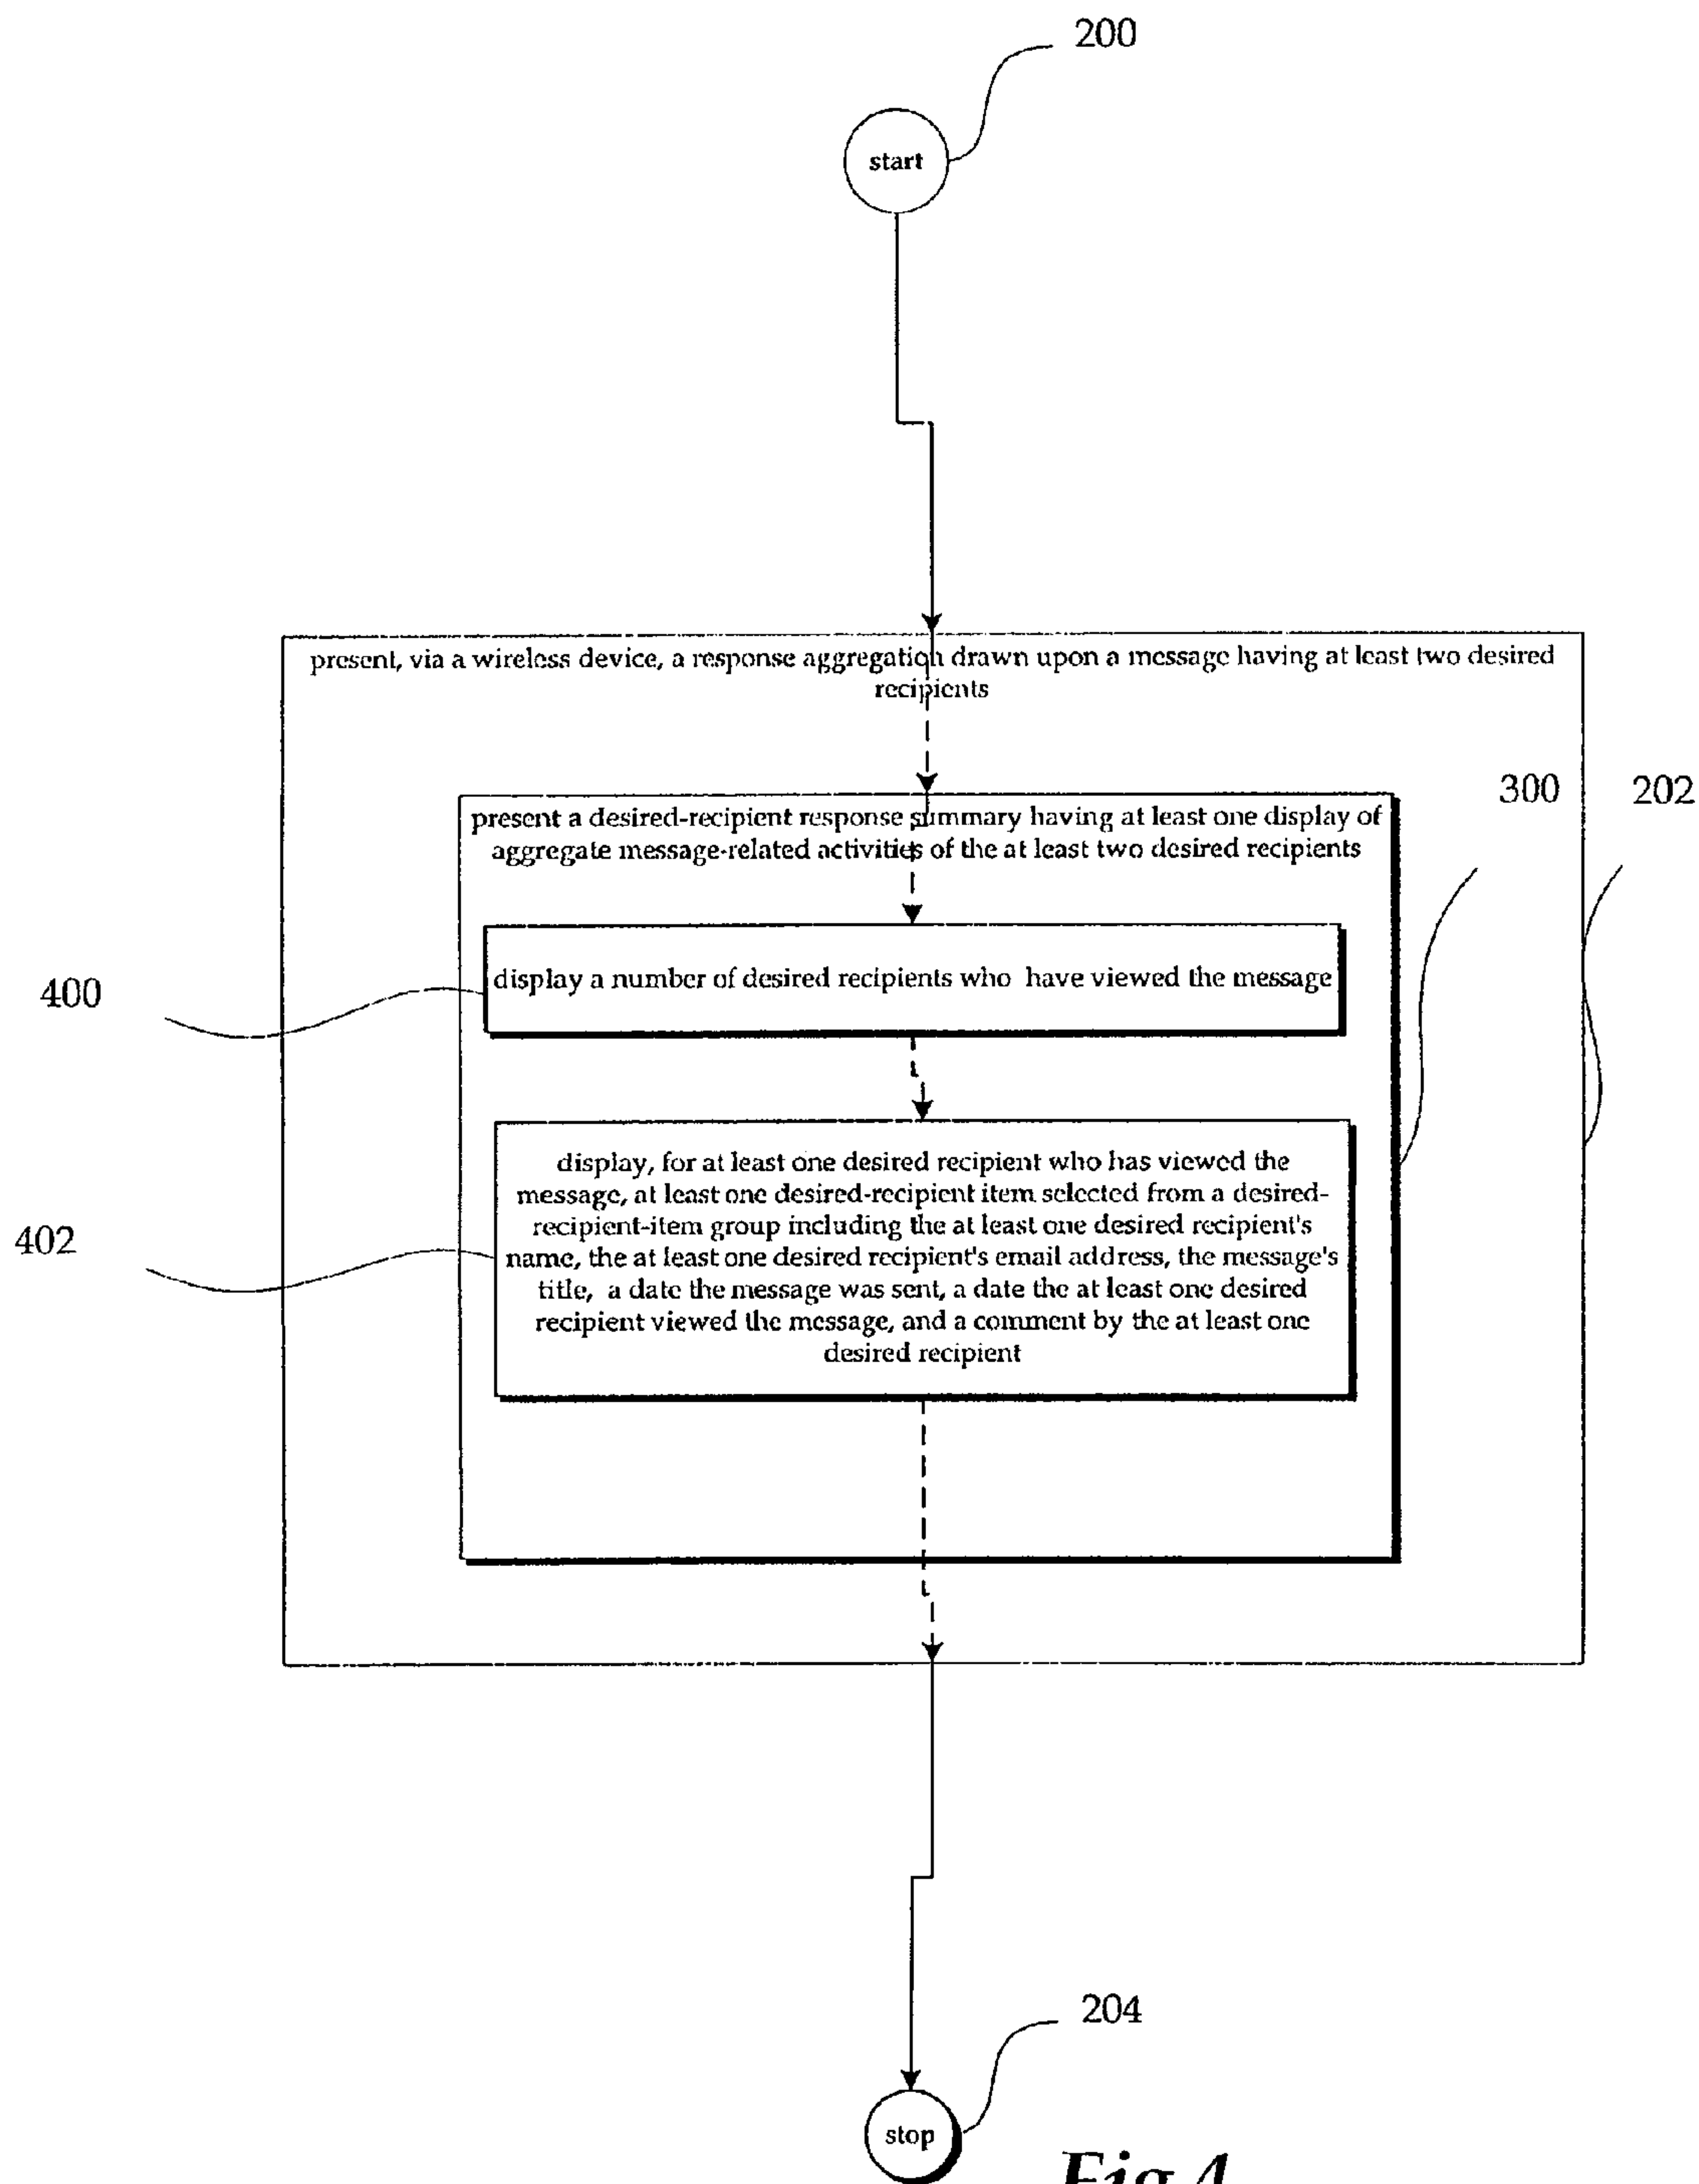 200
start
present, via a wireless device, a response aggregation drawn upon a message having at least two desired
recipients
300
202
present a desired-recipient response summary having at least one display of
aggregate message-related activities of the at least two desired recipients
400
display a number of desired recipients who have viewed the message
402
display, for at least one desired recipient who has viewed the
message, at least one desired-recipient item selected from a desired-
recipient-item group including the at least one desired recipient's
name, the at least one desired recipient's email address, the message's
title, a date the message was sent, a date the at least one desired
recipient viewed the message, and a comment by the at least one
desired recipient
204
stop
Fig 4